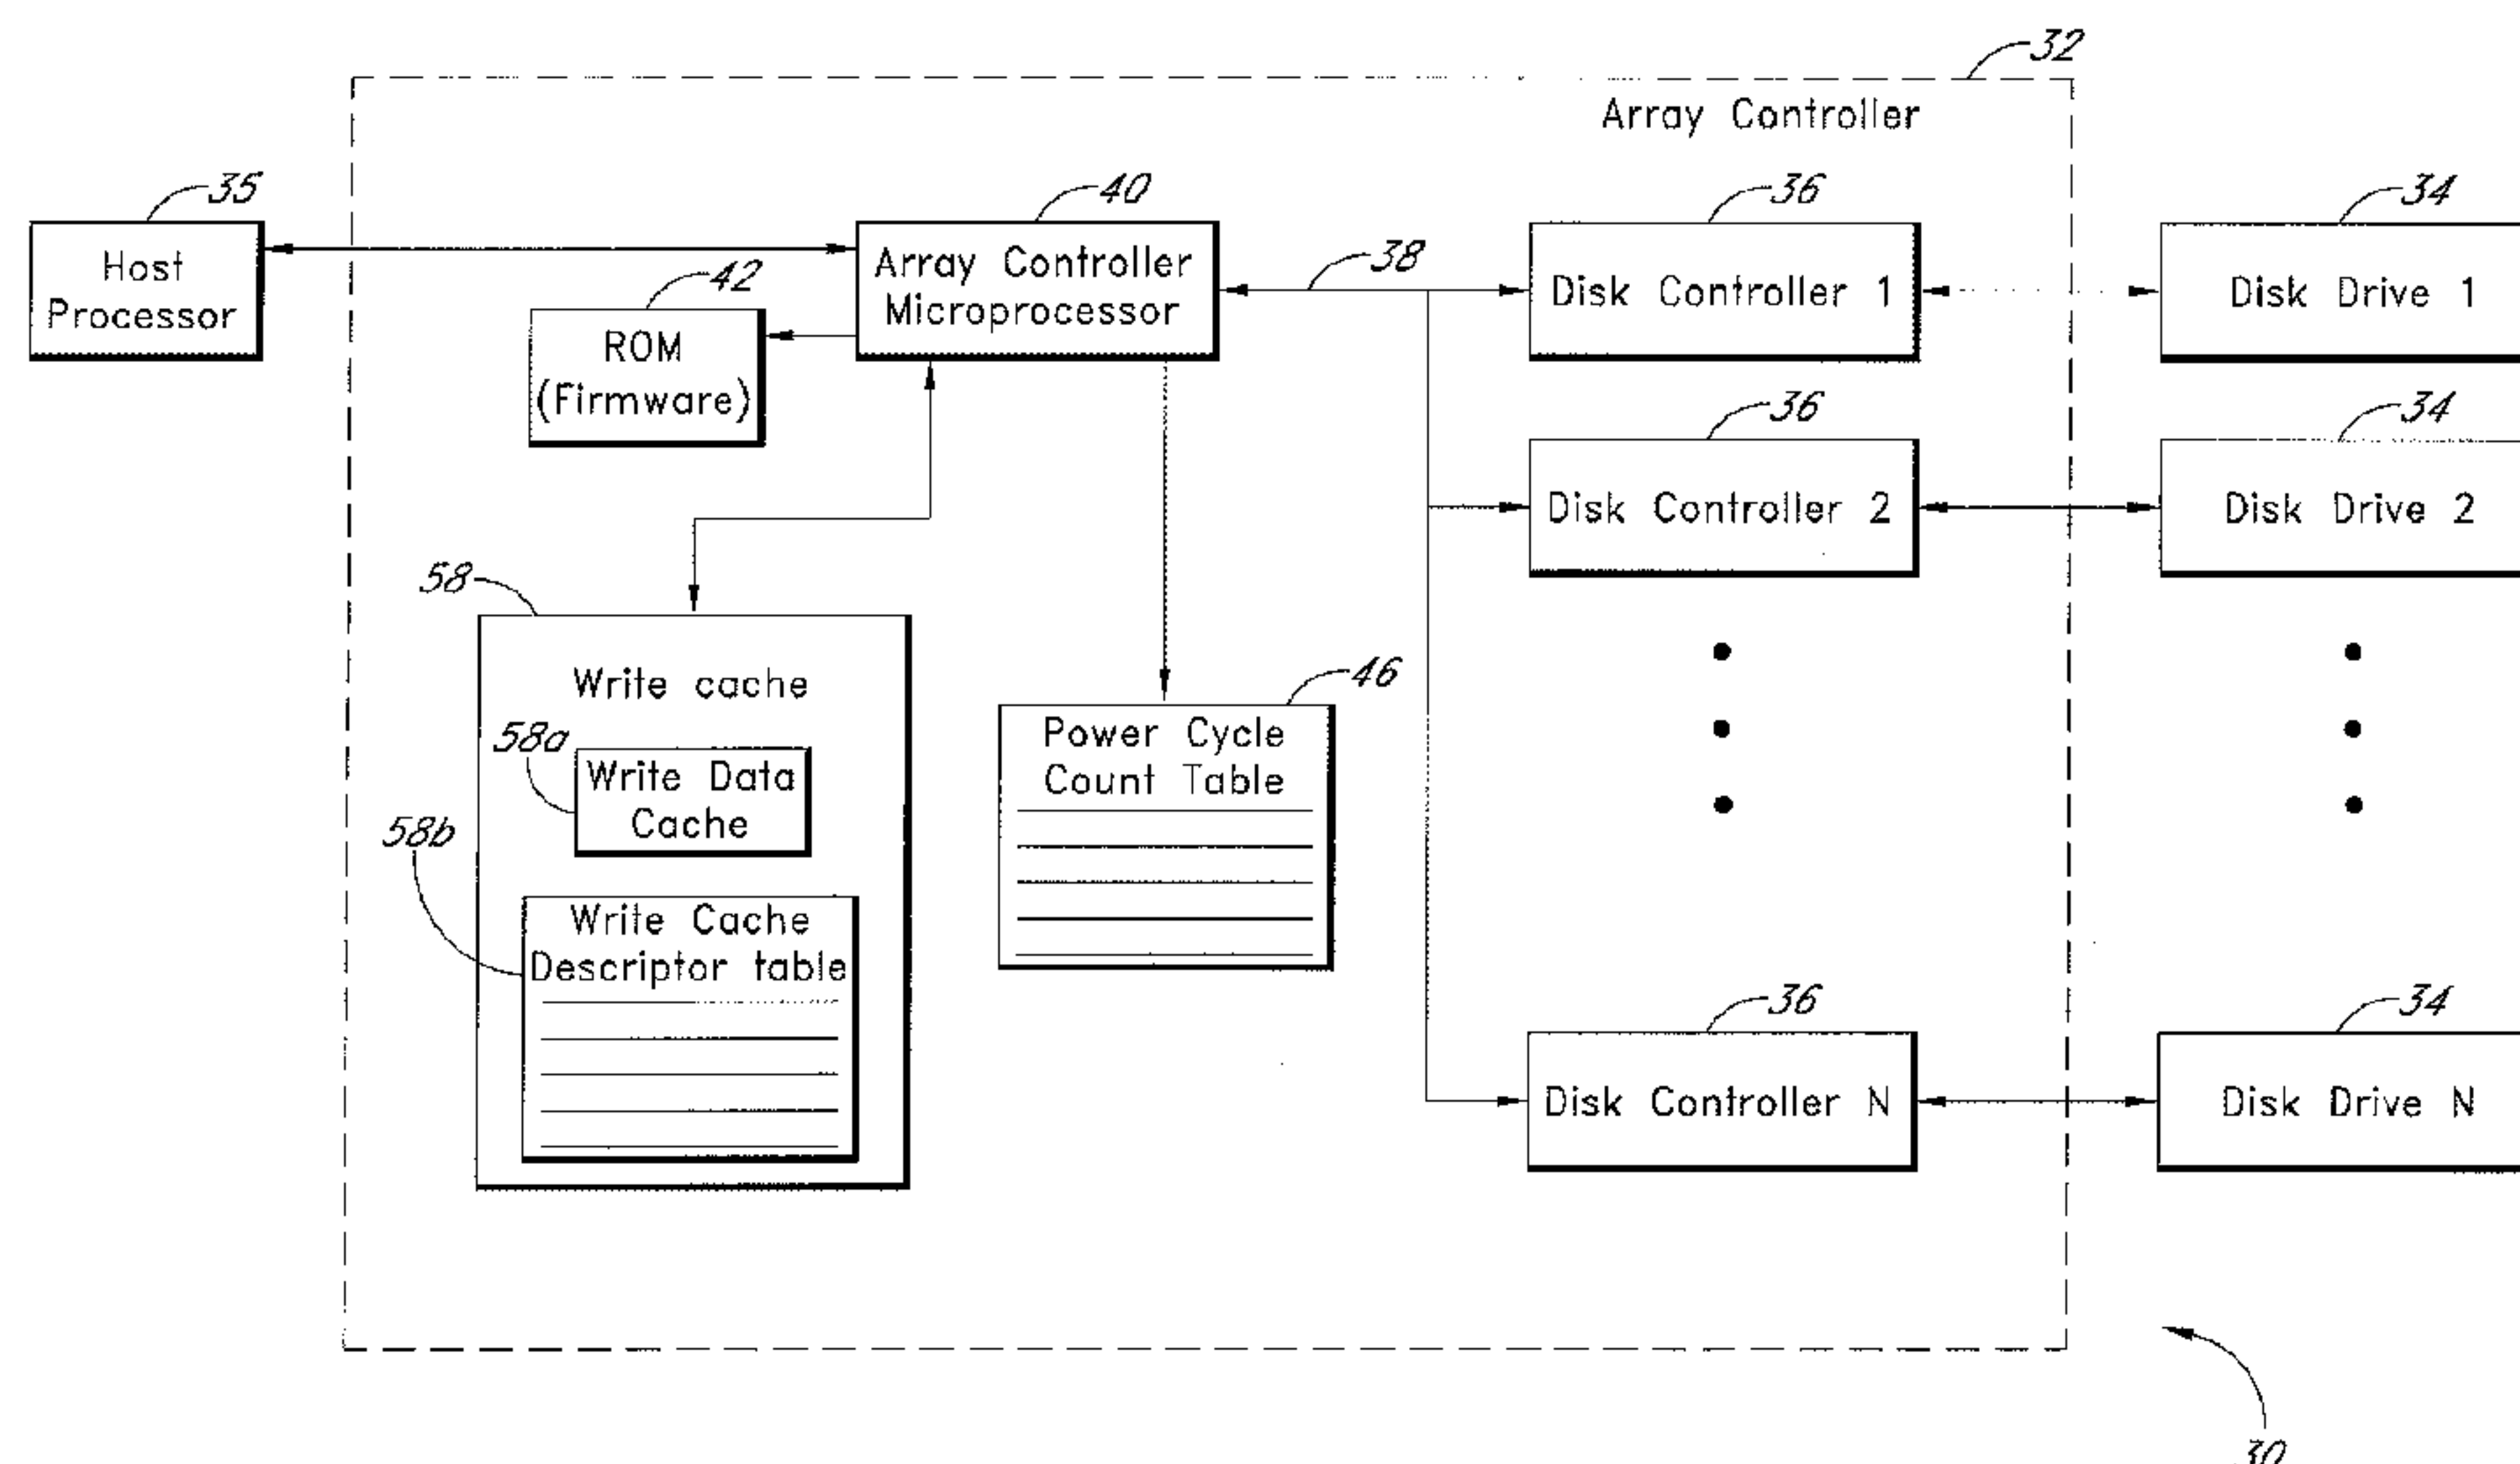 32
Array Controller
35
40
36
34
Host
Processor
Array Controller
Microprocessor
38
Disk Controller 1
Disk Drive 1
42
ROM
(Firmware)
36
34
Disk Controller 2
Disk Drive 2
58
Write cache
46
Power Cycle
Count Table
58a
Write Data
Cache
58b
Write Cache
Descriptor table
36
34
Disk Controller N
Disk Drive N
30